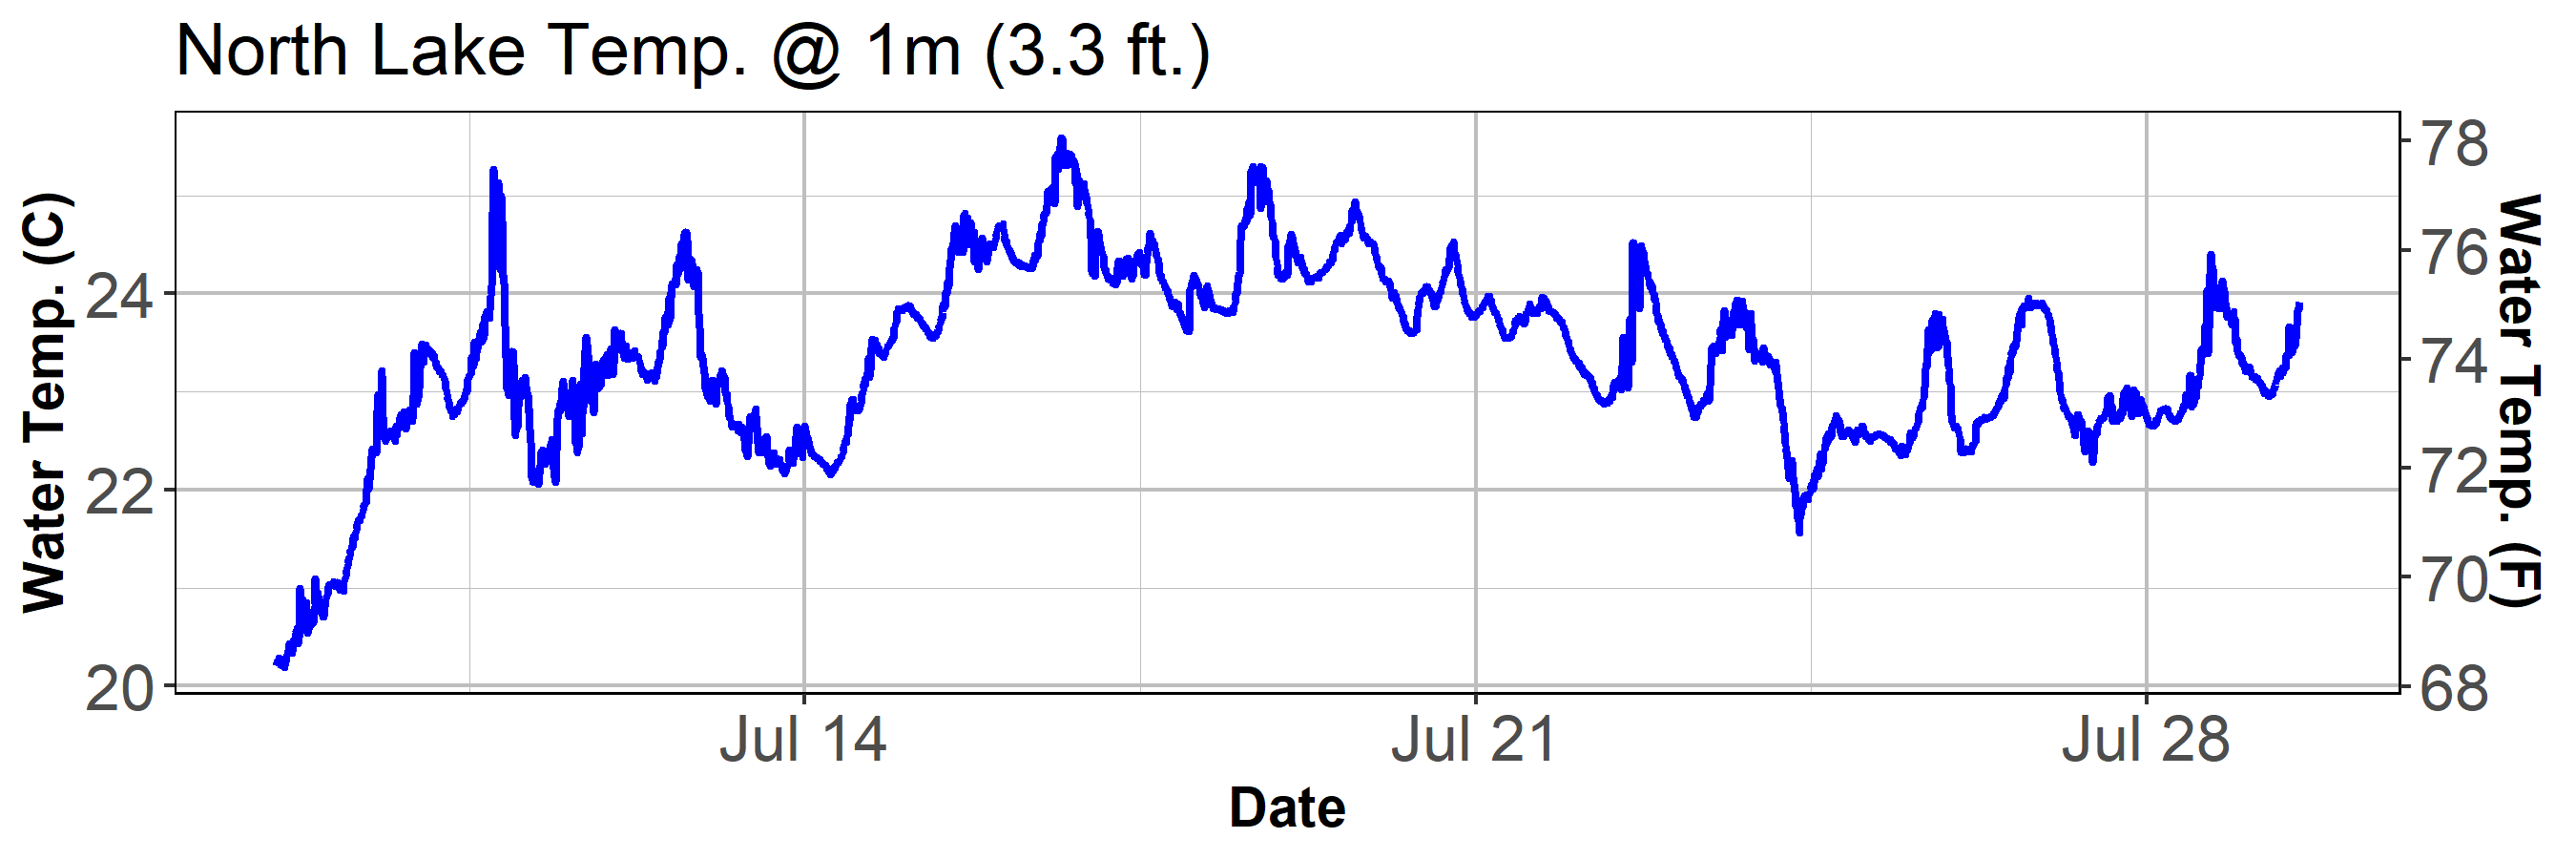 North Lake Temp. @ 1m (3.3 ft.)
Water Temp. (C)
24
22
20
78
76
74
72
70
68
Water Temp. (F)
Jul 14
Jul 21
Jul 28
Date